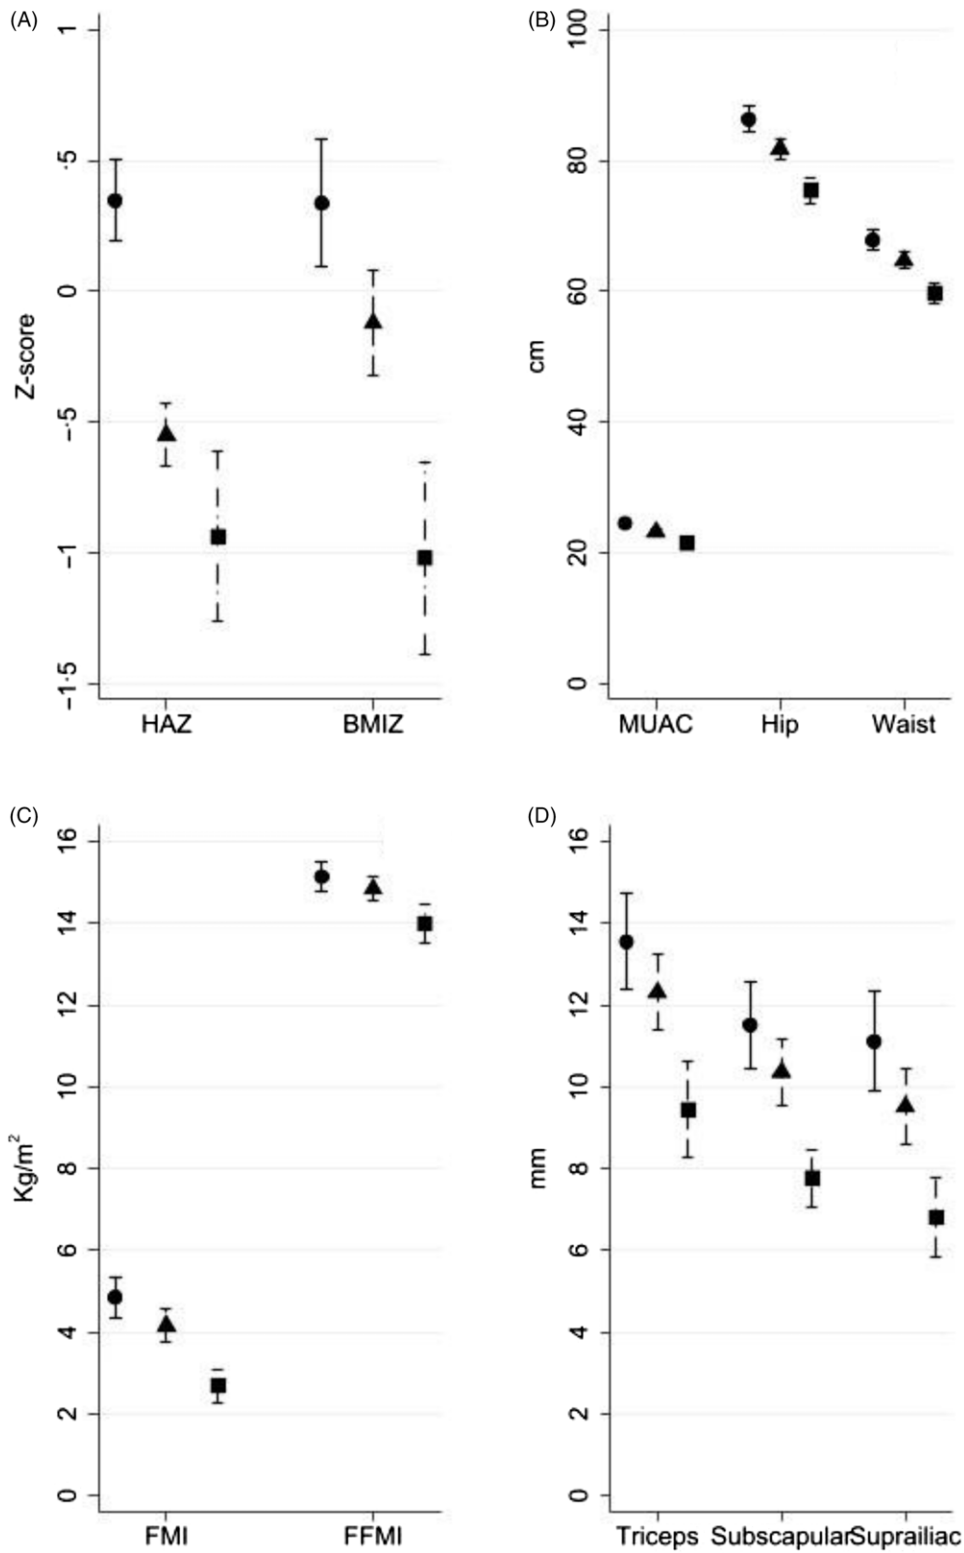 (A)
1
·5
0
−·5
−1
−1·5
Z-score
HAZ BMIZ
(B)
100
80
60
40
20
0
cm
MUAC Hip Waist
(C)
16
14
12
10
8
6
4
2
0
Kg/m²
FMI FFMI
(D)
16
14
12
10
8
6
4
2
0
mm
Triceps Subscapular Suprailiac